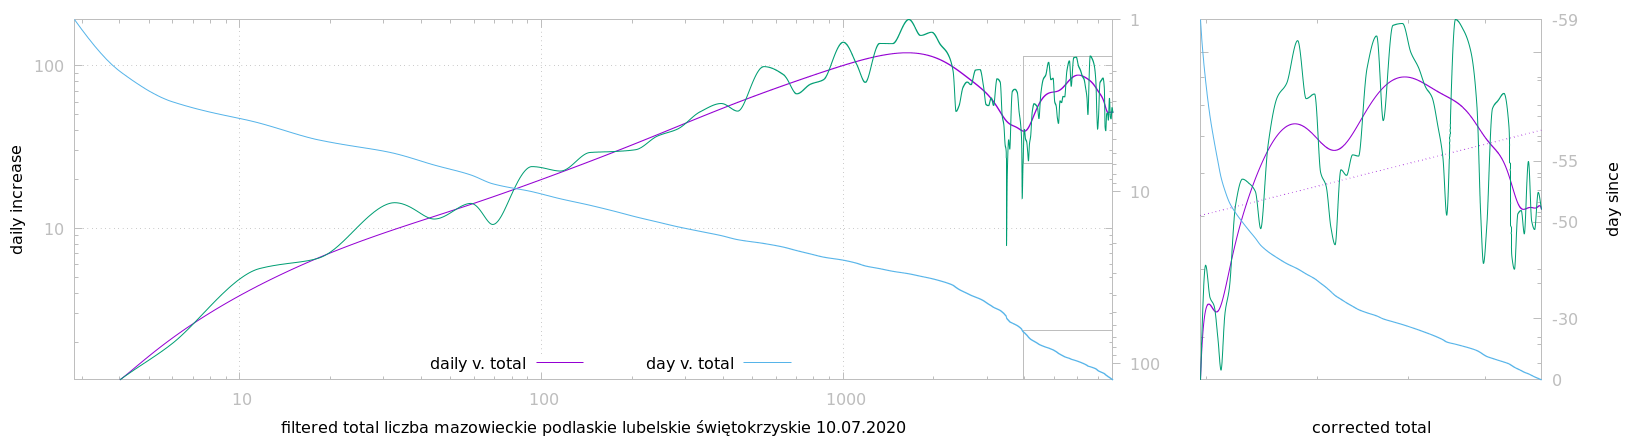 daily increase
100
10
daily v. total
day v. total
10
100
1000
filtered total liczba mazowieckie podlaskie lubelskie świętokrzyskie 10.07.2020
1
10
100
-59
-55
-50
-30
0
day since
corrected total